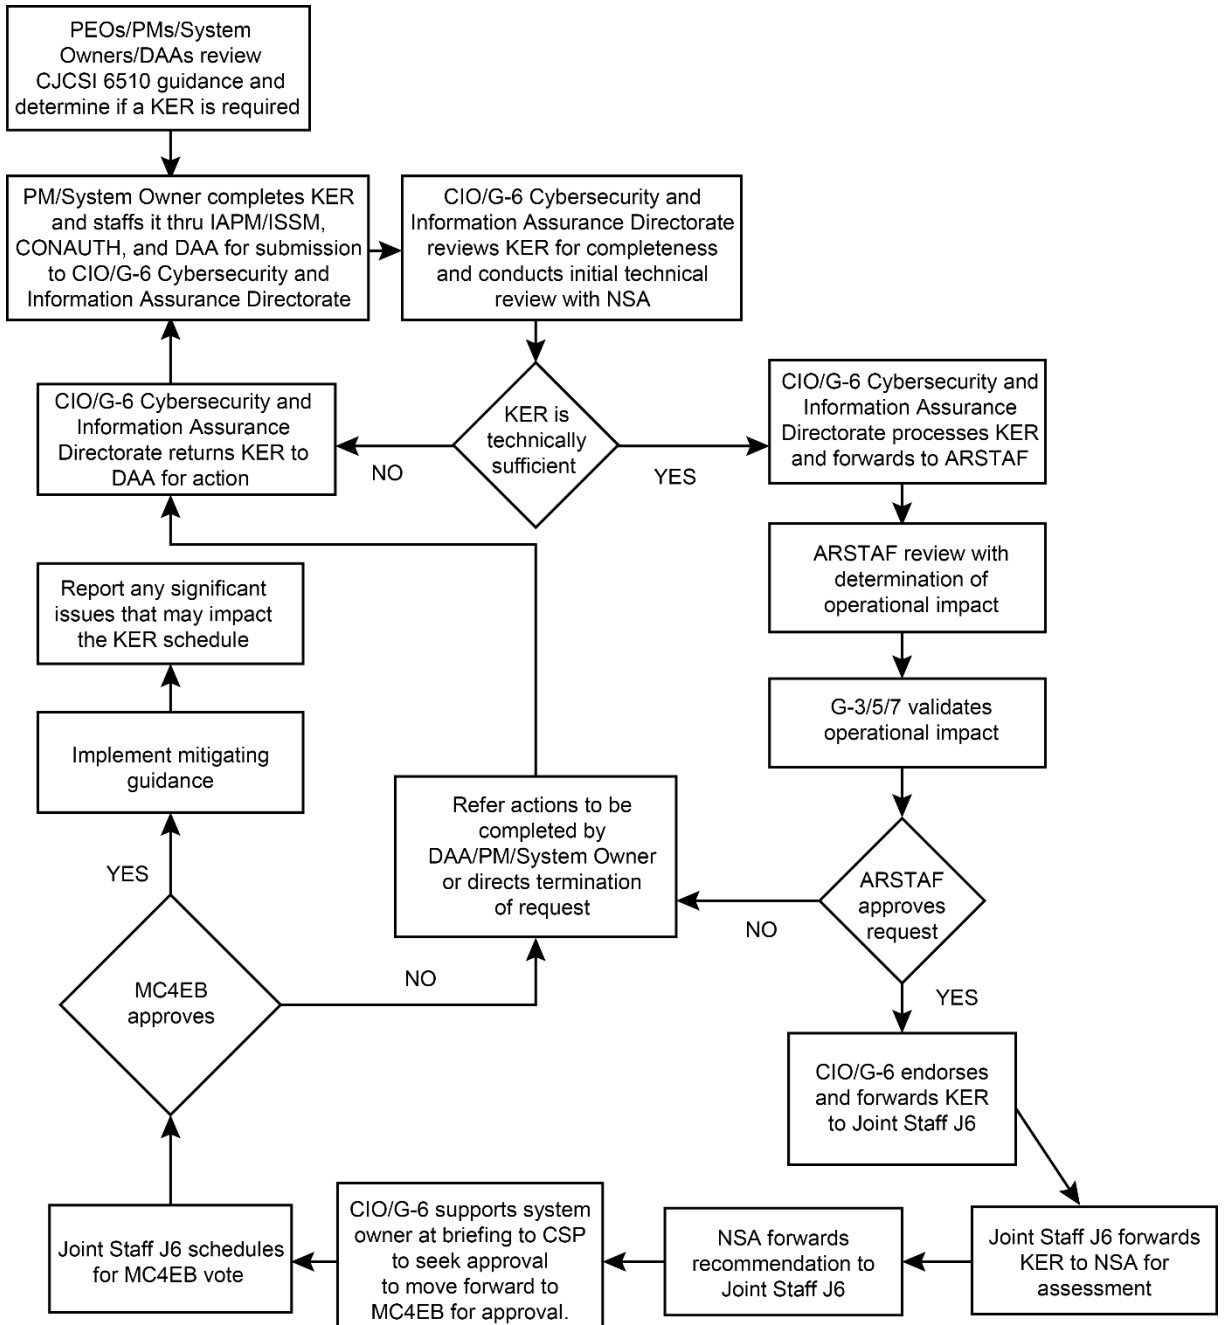 PEOs/PMs/System
Owners/DAAs review
CJCSI 6510 guidance and
determine if a KER is required
PM/System Owner completes KER
and staffs it thru IAPM/ISSM,
CONAUTH, and DAA for submission
to CIO/G-6 Cybersecurity and
Information Assurance Directorate
CIO/G-6 Cybersecurity and
Information Assurance Directorate
reviews KER for completeness
and conducts initial technical
review with NSA
KER is
technically
sufficient
NO
YES
CIO/G-6 Cybersecurity and
Information Assurance
Directorate returns KER to
DAA for action
CIO/G-6 Cybersecurity and
Information Assurance
Directorate processes KER
and forwards to ARSTAF
ARSTAF review with
determination of
operational impact
G-3/5/7 validates
operational impact
ARSTAF
approves
request
NO
YES
Refer actions to be
completed by
DAA/PM/System Owner
or directs termination
of request
CIO/G-6 endorses
and forwards KER
to Joint Staff J6
Joint Staff J6 forwards
KER to NSA for
assessment
NSA forwards
recommendation to
Joint Staff J6
CIO/G-6 supports system
owner at briefing to CSP
to seek approval
to move forward to
MC4EB for approval.
Joint Staff J6 schedules
for MC4EB vote
MC4EB
approves
NO
YES
Implement mitigating
guidance
Report any significant
issues that may impact
the KER schedule